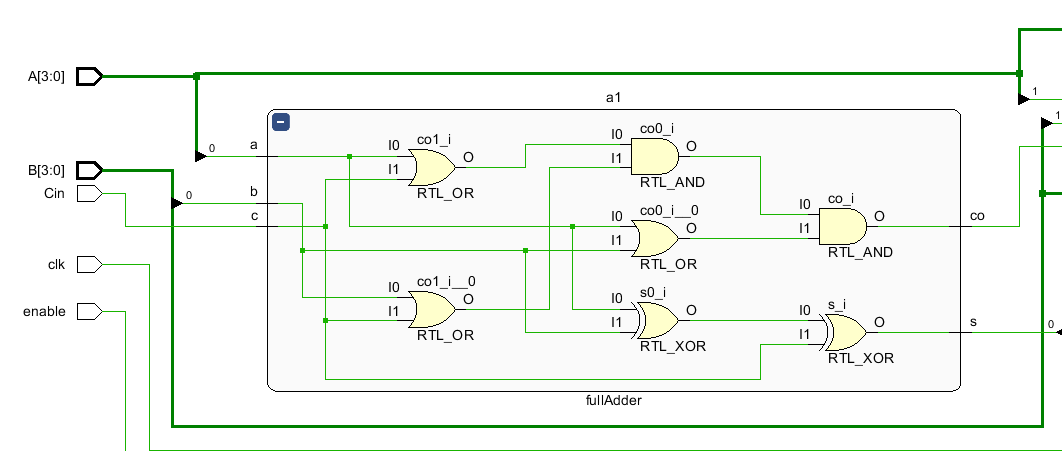 A[3:0]
B[3:0]
Cin
clk
enable
0
0
a1
a
b
c
co1_i
I0
I1
O
RTL_OR
co1_i__0
I0
I1
O
RTL_OR
co0_i
I0
I1
O
RTL_AND
co0_i__0
I0
I1
O
RTL_OR
s0_i
I0
I1
O
RTL_XOR
co_i
I0
I1
O
RTL_AND
s_i
I0
I1
O
RTL_XOR
co
s
fullAdder
1
1
0